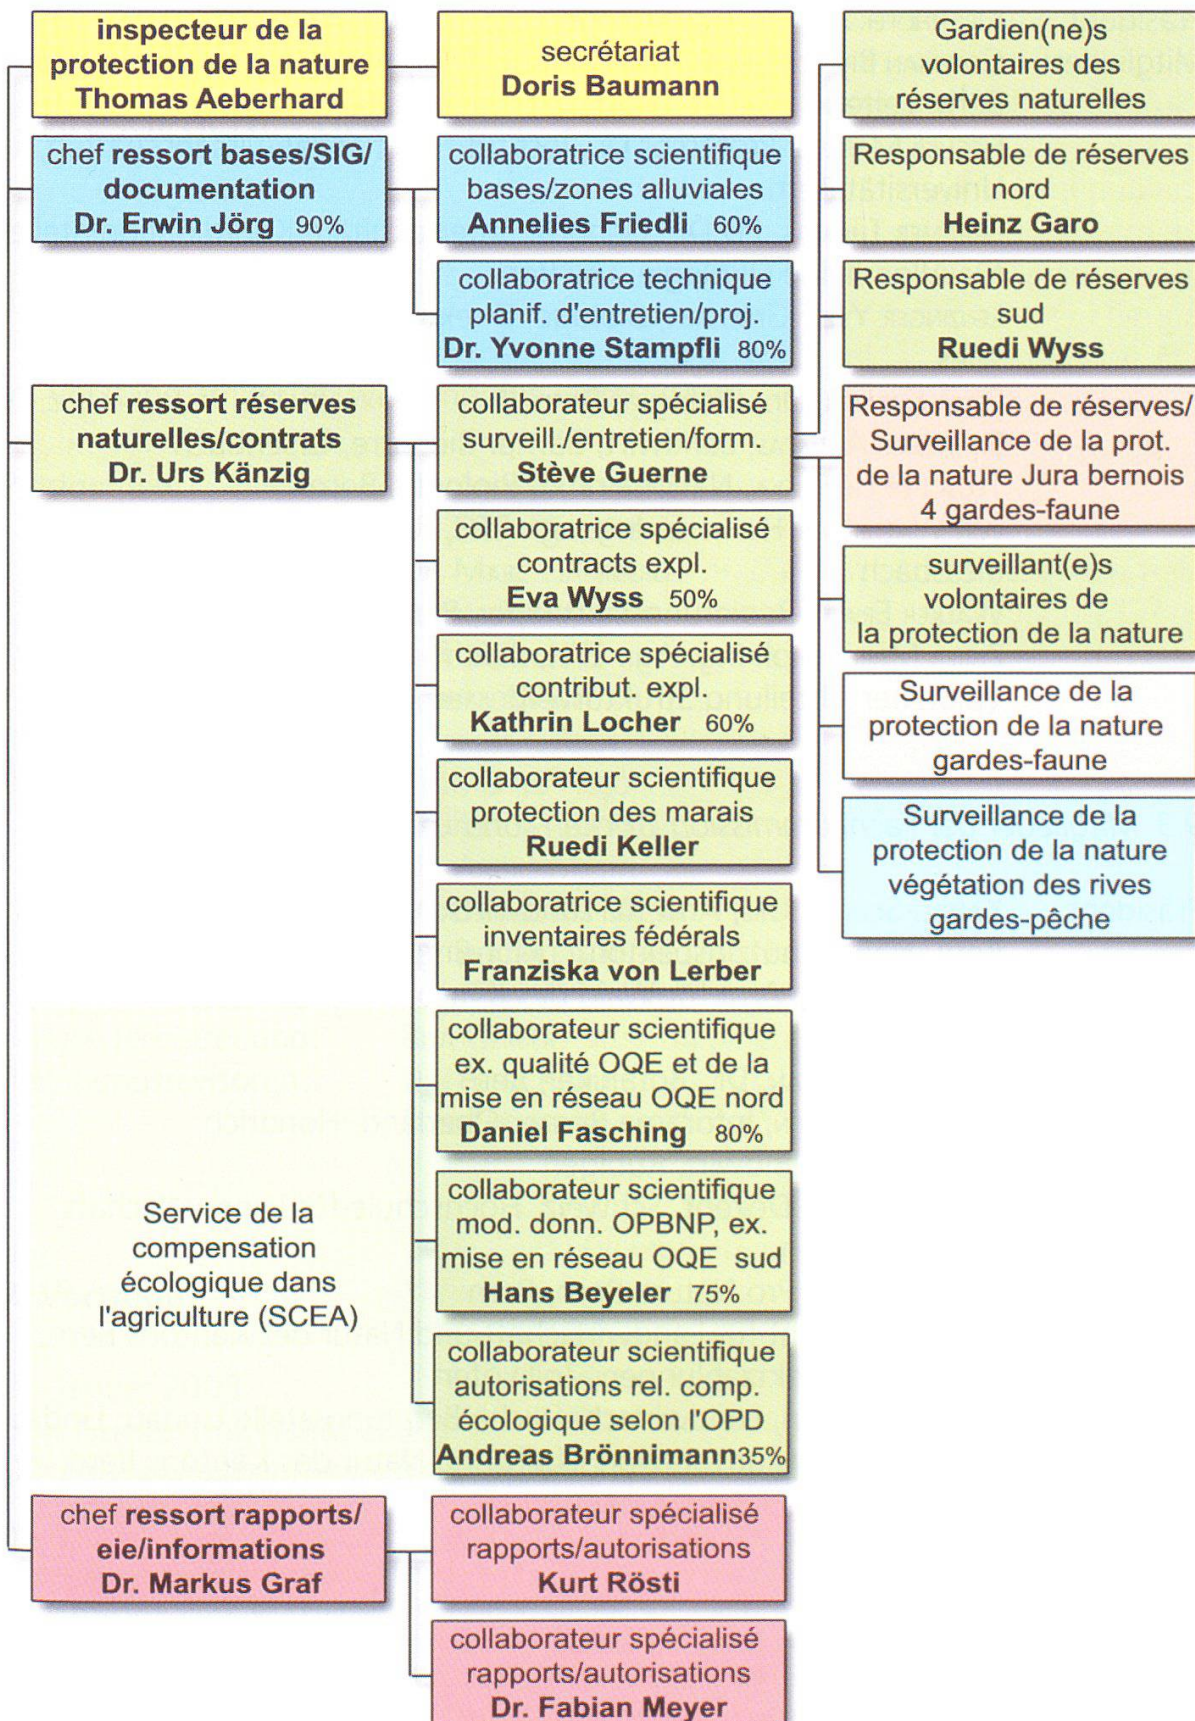 inspecteur de la
protection de la nature
Thomas Aeberhard
secrétariat
Doris Baumann
chef ressort bases/SIG/
documentation
Dr. Erwin Jörg 90%
collaboratrice scientifique
bases/zones alluviales
Annelies Friedli 60%
collaboratrice technique
planif. d'entretien/proj.
Dr. Yvonne Stampfli 80%
chef ressort réserves
naturelles/contrats
Dr. Urs Känzig
collaborateur spécialisé
surveill./entretien/form.
Stève Guerne
collaboratrice spécialisé
contracts expl.
Eva Wyss 50%
collaboratrice spécialisé
contribut. expl.
Kathrin Locher 60%
collaborateur scientifique
protection des marais
Ruedi Keller
collaboratrice scientifique
inventaires fédérals
Franziska von Lerber
collaborateur scientifique
ex. qualité OQE et de la
mise en réseau OQE nord
Daniel Fasching 80%
collaborateur scientifique
mod. donn. OPBNP, ex.
mise en réseau OQE sud
Hans Beyeler 75%
collaborateur scientifique
autorisations rel. comp.
écologique selon l'OPD
Andreas Brönnimann35%
Service de la
compensation
écologique dans
l'agriculture (SCEA)
Gardien(ne)s
volontaires des
réserves naturelles
Responsable de réserves
nord
Heinz Garo
Responsable de réserves
sud
Ruedi Wyss
Responsable de réserves/
Surveillance de la prot.
de la nature Jura bernois
4 gardes-faune
surveillant(e)s
volontaires de
la protection de la nature
Surveillance de la
protection de la nature
gardes-faune
Surveillance de la
protection de la nature
végétation des rives
gardes-pêche
chef ressort rapports/
eie/informations
Dr. Markus Graf
collaborateur spécialisé
rapports/autorisations
Kurt Rösti
collaborateur spécialisé
rapports/autorisations
Dr. Fabian Meyer